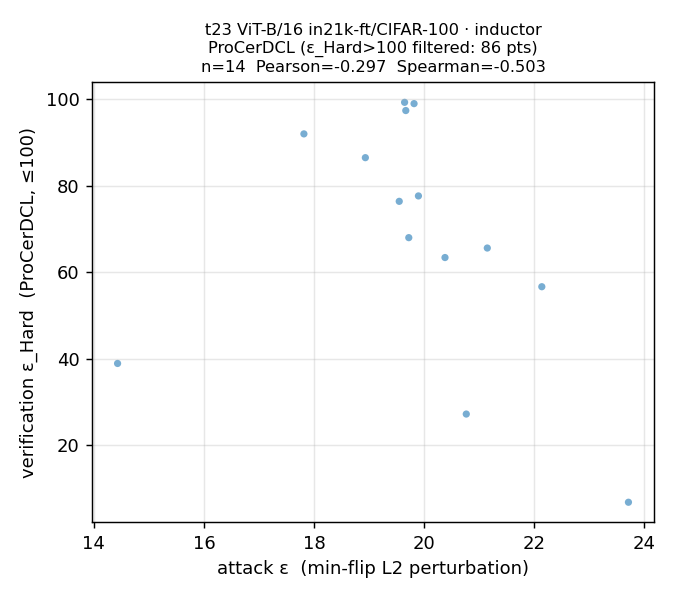 t23 ViT-B/16 in21k-ft/CIFAR-100 · inductor
ProCerDCL (ε_Hard>100 filtered: 86 pts)
n=14  Pearson=-0.297  Spearman=-0.503
verification ε_Hard  (ProCerDCL, ≤100)
100
80
60
40
20
14
16
18
20
22
24
attack ε  (min-flip L2 perturbation)